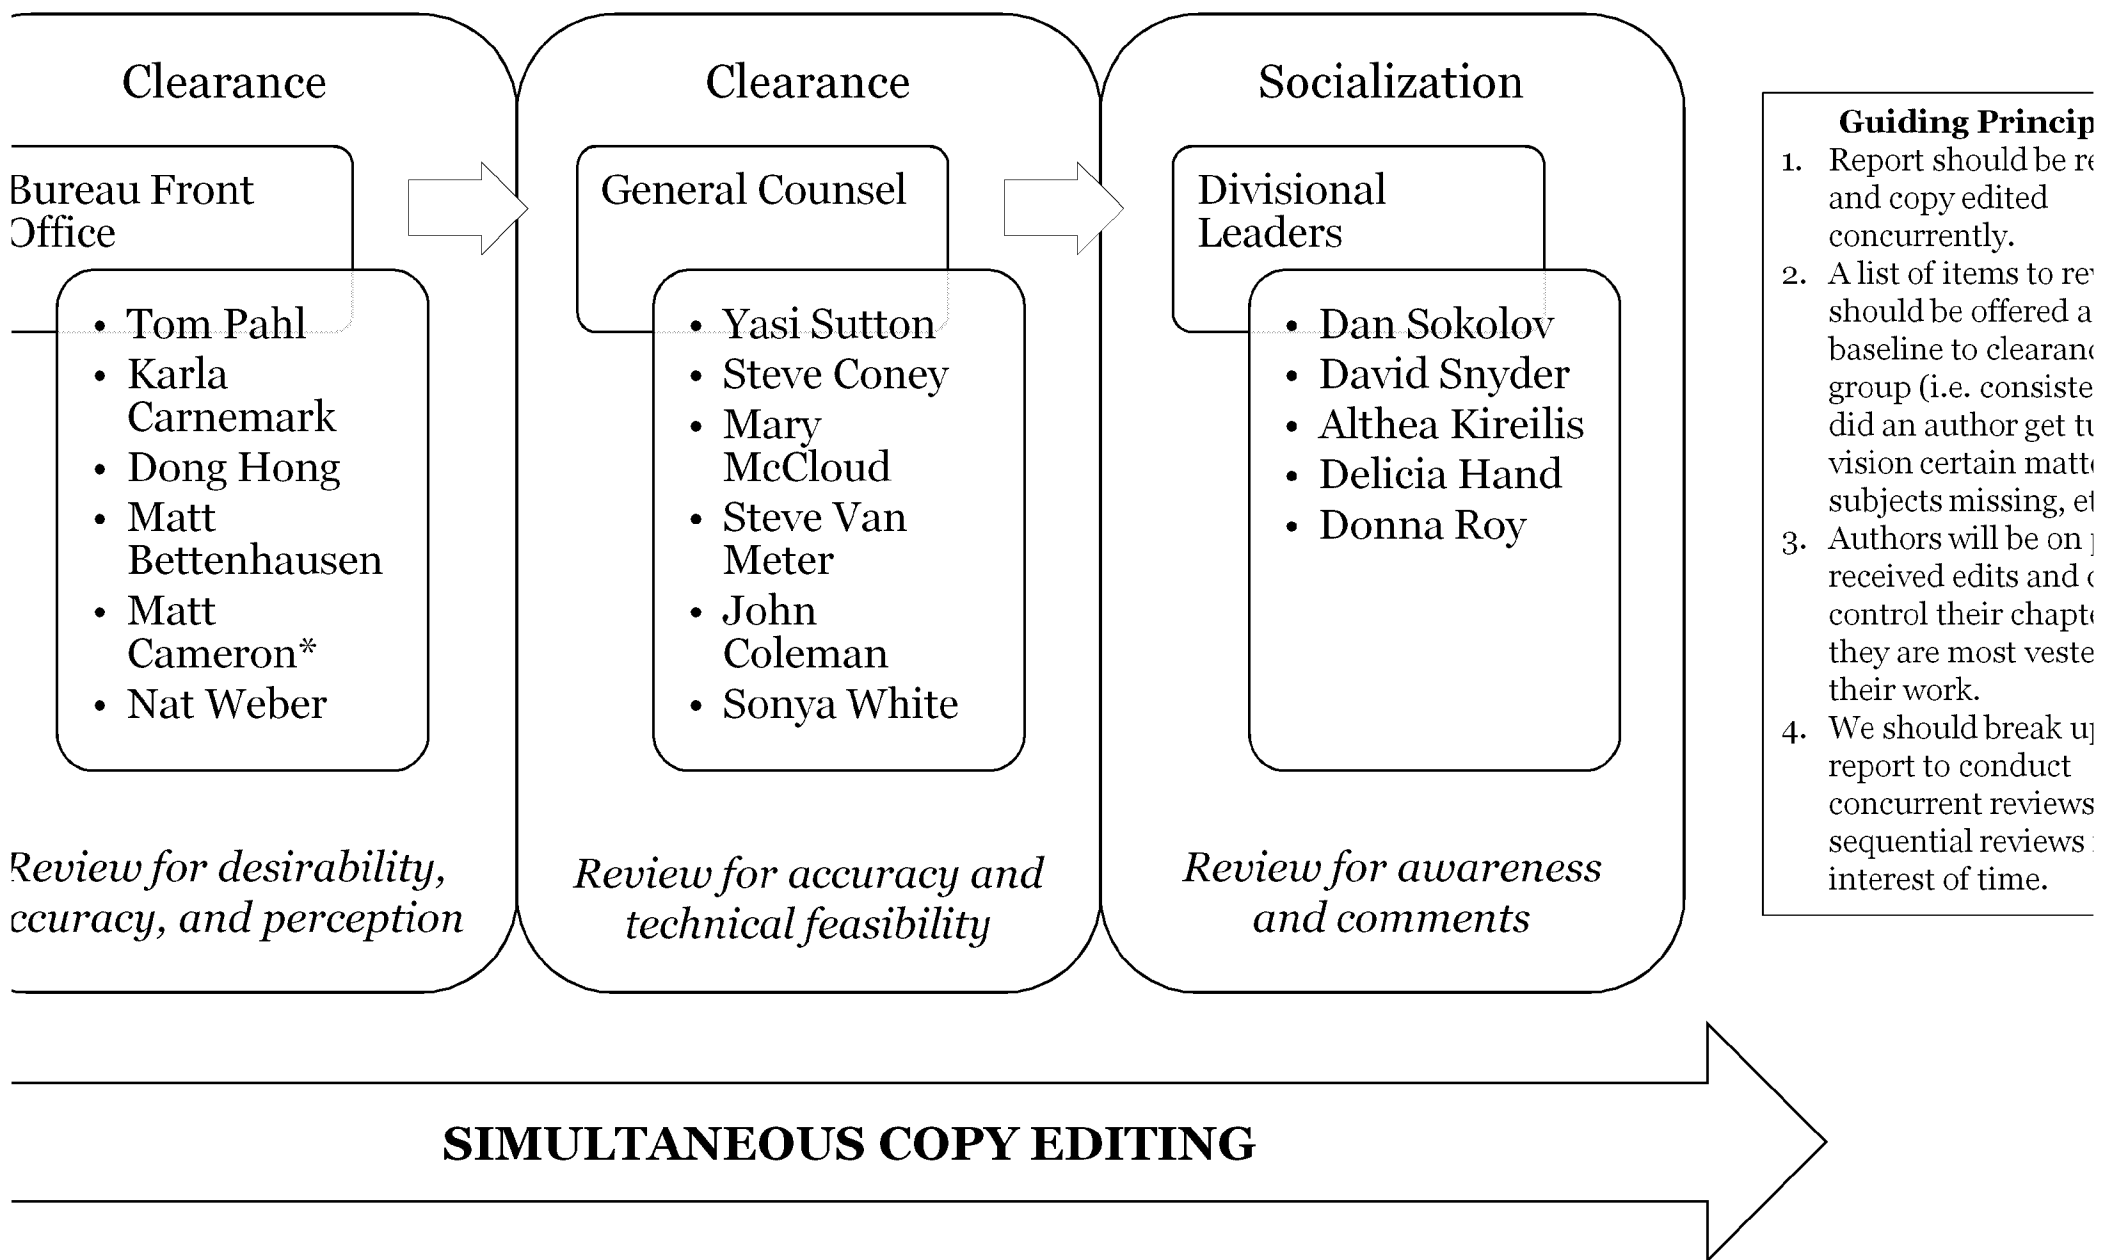 Clearance
Bureau Front
Office
• Tom Pahl
• Karla
Carnemark
• Dong Hong
• Matt
Bettenhausen
• Matt
Cameron*
• Nat Weber
Review for desirability,
ccuracy, and perception
Clearance
General Counsel
• Yasi Sutton
• Steve Coney
• Mary
McCloud
• Steve Van
Meter
• John
Coleman
• Sonya White
Review for accuracy and
technical feasibility
Socialization
Divisional
Leaders
• Dan Sokolov
• David Snyder
• Althea Kireilis
• Delicia Hand
• Donna Roy
Review for awareness
and comments
Guiding Princip
1. Report should be re
and copy edited
concurrently.
2. A list of items to rev
should be offered a
baseline to clearanc
group (i.e. consiste
did an author get tu
vision certain matte
subjects missing, et
3. Authors will be on
received edits and
control their chapte
they are most veste
their work.
4. We should break up
report to conduct
concurrent reviews
sequential reviews
interest of time.
SIMULTANEOUS COPY EDITING